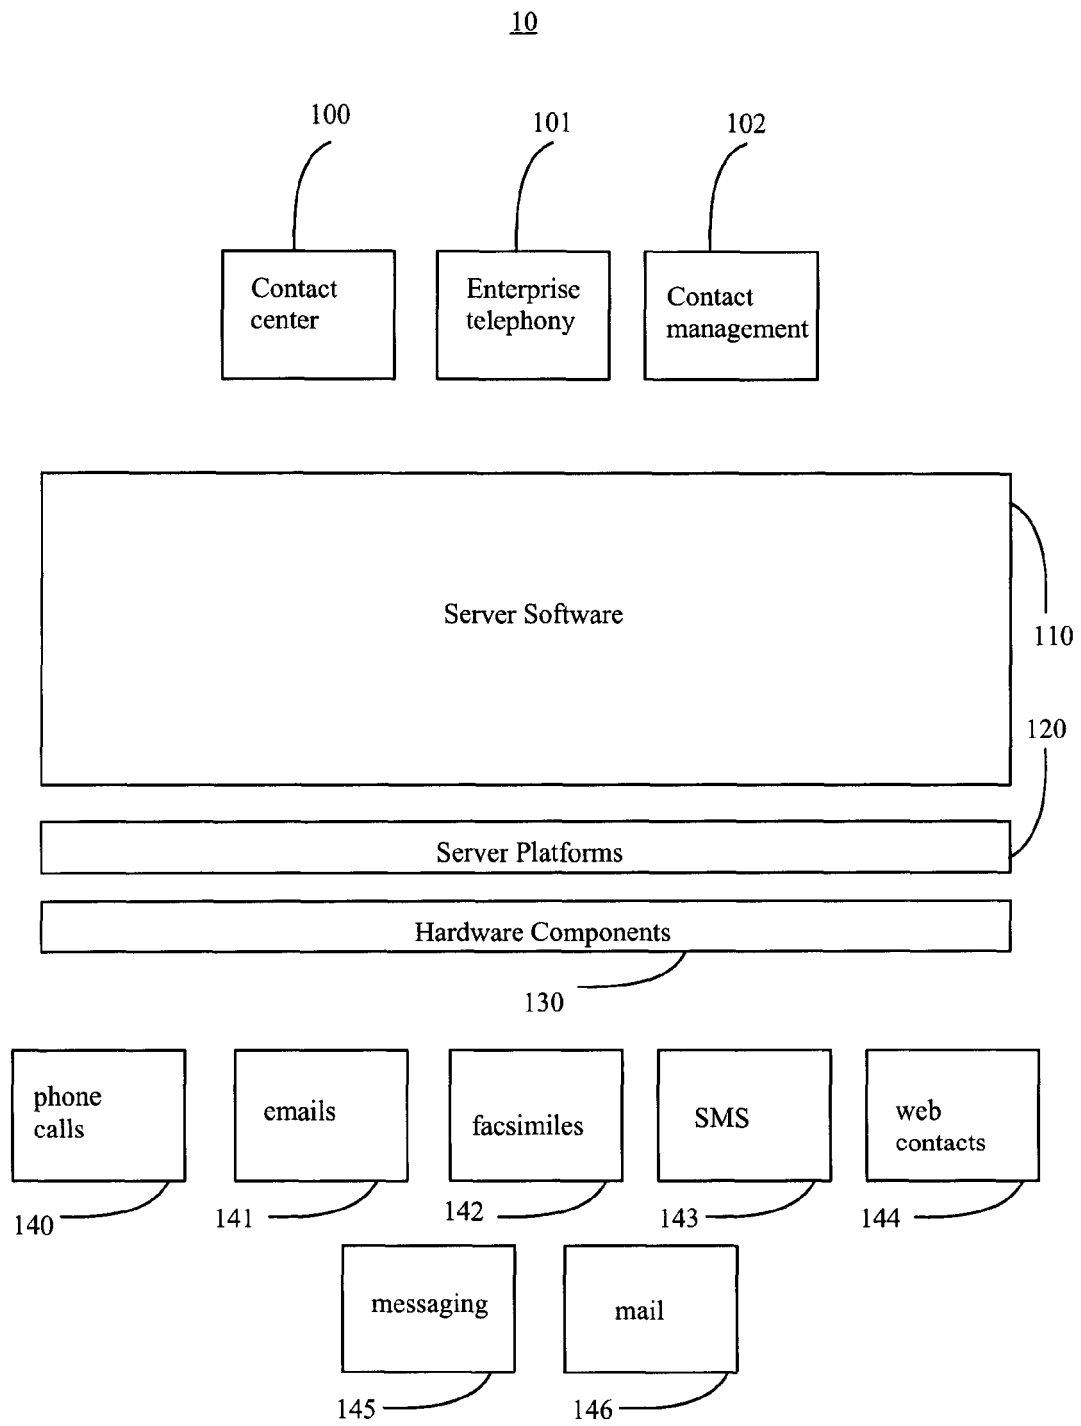 10
100
101
102
Contact
center
Enterprise
telephony
Contact
management
Server Software
110
120
Server Platforms
Hardware Components
130
phone
calls
emails
facsimiles
SMS
web
contacts
140
141
142
143
144
messaging
mail
145
146